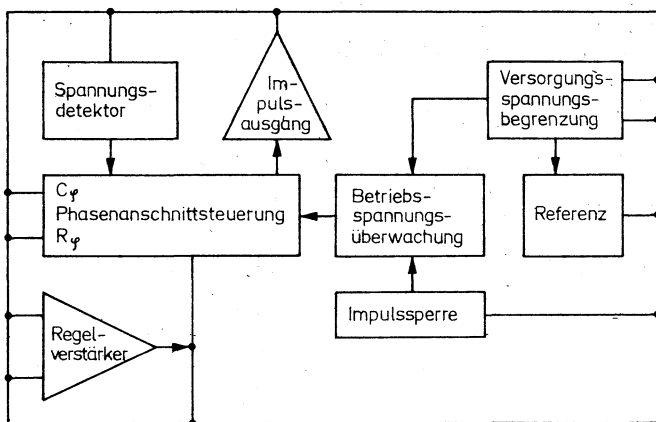 Spannungs-
detektor
Im-
puls-
ausgang
Versorgungs-
spannungs-
begrenzung
Cφ
Phasenanschnittsteuerung
Rφ
Betriebs-
spannungs-
überwachung
Referenz
Regel-
verstärker
Impulssperre